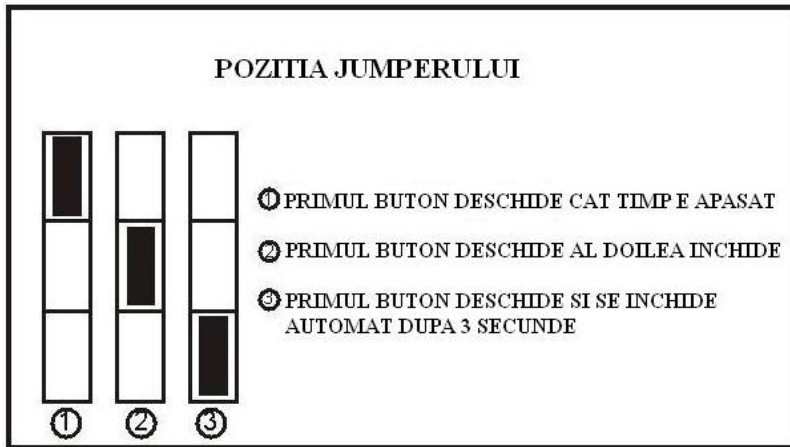 POZITIA JUMPERULUI
① PRIMUL BUTON DESCHIDE CAT TIMP E APASAT
② PRIMUL BUTON DESCHIDE AL DOILEA INCHIDE
③ PRIMUL BUTON DESCHIDE SI SE INCHIDE
AUTOMAT DUPA 3 SECUNDE
① ② ③